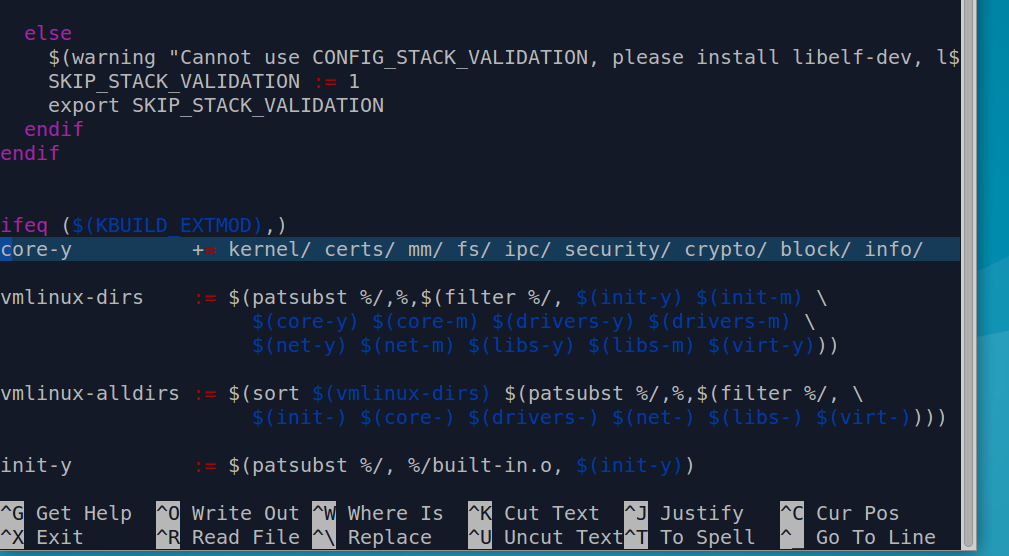 else
$(warning "Cannot use CONFIG_STACK_VALIDATION, please install libelf-dev, l$
SKIP_STACK_VALIDATION := 1
export SKIP_STACK_VALIDATION
endif
endif
ifeq ($(KBUILD_EXTMOD),)
core-y += kernel/ certs/ mm/ fs/ ipc/ security/ crypto/ block/ info/
vmlinux-dirs := $(patsubst %/,%,$(filter %/, $(init-y) $(init-m) \
$(core-y) $(core-m) $(drivers-y) $(drivers-m) \
$(net-y) $(net-m) $(libs-y) $(libs-m) $(virt-y)))
vmlinux-alldirs := $(sort $(vmlinux-dirs) $(patsubst %/,%,$(filter %/, \
$(init-) $(core-) $(drivers-) $(net-) $(libs-) $(virt-))))
init-y := $(patsubst %/, %/built-in.o, $(init-y))
^G Get Help ^O Write Out ^W Where Is ^K Cut Text ^J Justify ^C Cur Pos
^X Exit ^R Read File ^\ Replace ^U Uncut Text ^T To Spell ^_ Go To Line